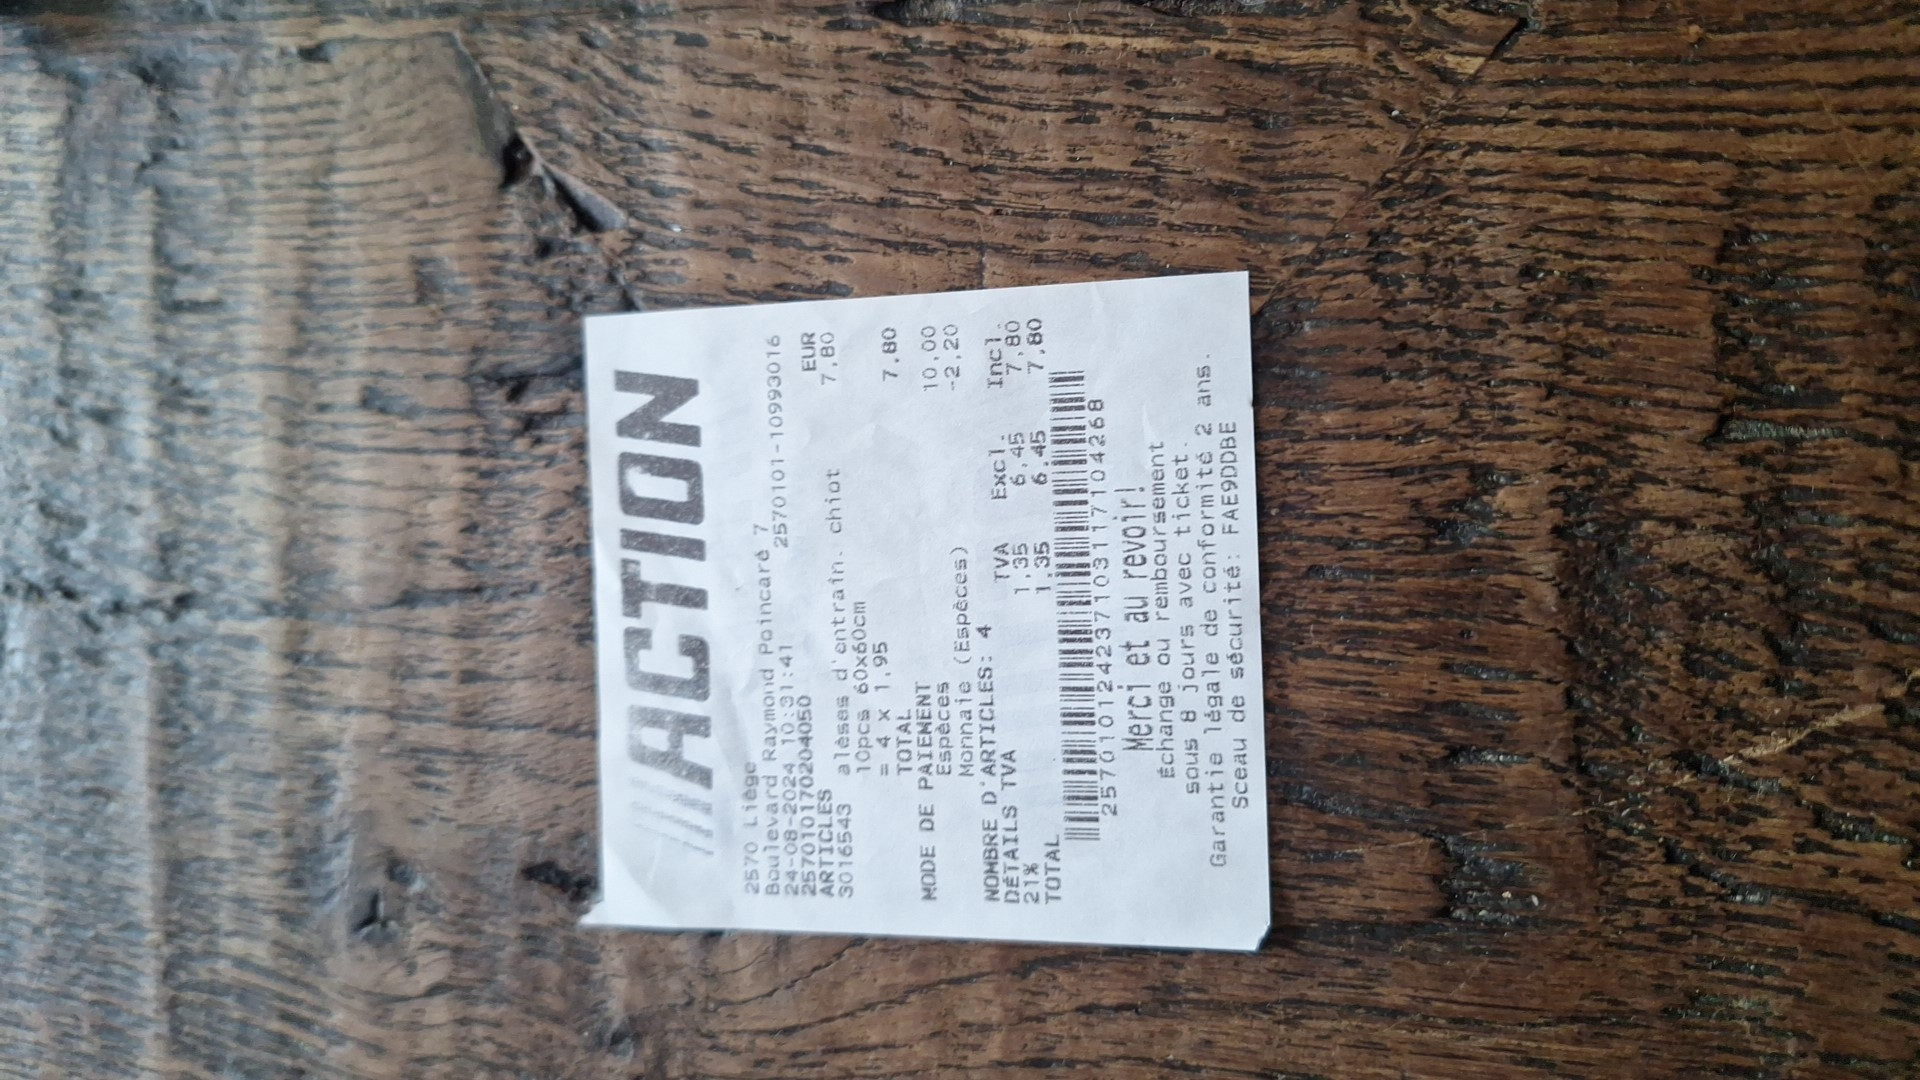 ACTION
2570 Liège
Boulevard Raymond Poincaré 7
24-08-2024 10:31:41 2570101-10993016
257010170204050
ARTICLES EUR
3016543 alèses d'entrain. chiot 7,80
10pcs 60x60cm
= 4 x 1,95
TOTAL 7,80
MODE DE PAIEMENT
Espèces 10,00
Monnaie (Espèces) -2,20
NOMBRE D'ARTICLES: 4
DÉTAILS TVA TVA Excl. Incl.
21% 1,35 6,45 7,80
TOTAL 1,35 6,45 7,80
257010124237103117104268
Merci et au revoir!
Échange ou remboursement
sous 8 jours avec ticket.
Garantie légale de conformité 2 ans.
Sceau de sécurité: FAE9DDBE